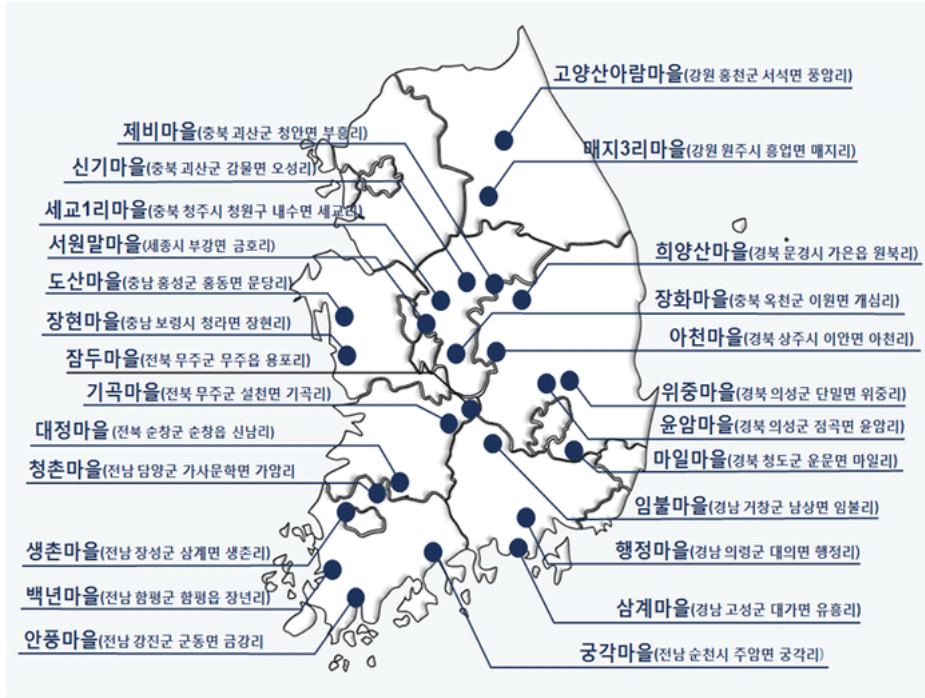 고양산아람마을(강원 홍천군 서석면 풍암리)
제비마을(충북 괴산군 청안면 부흥리)
매지3리마을(강원 원주시 흥업면 매지리)
신기마을(충북 괴산군 감물면 오성리)
세교1리마을(충북 청주시 청원구 내수면 세교리)
서원말마을(세종시 부강면 금호리)
희양산마을(경북 문경시 가은읍 원북리)
도산마을(충남 홍성군 홍동면 문당리)
장화마을(충북 옥천군 이원면 개심리)
장현마을(충남 보령시 청라면 장현리)
아천마을(경북 상주시 이안면 아천리)
잠두마을(전북 무주군 무주읍 용포리)
기곡마을(전북 무주군 설천면 기곡리)
위중마을(경북 의성군 단밀면 위중리)
윤암마을(경북 의성군 점곡면 윤암리)
대정마을(전북 순창군 순창읍 신남리)
마일마을(경북 청도군 운문면 마일리)
청촌마을(전남 담양군 가사문학면 가암리
임불마을(경남 거창군 남상면 임불리)
생촌마을(전남 장성군 삼계면 생촌리)
행정마을(경남 의령군 대의면 행정리)
백년마을(전남 함평군 함평읍 장년리)
삼계마을(경남 고성군 대가면 유흥리)
안풍마을(전남 강진군 군동면 금강리
궁각마을(전남 순천시 주암면 궁각리)